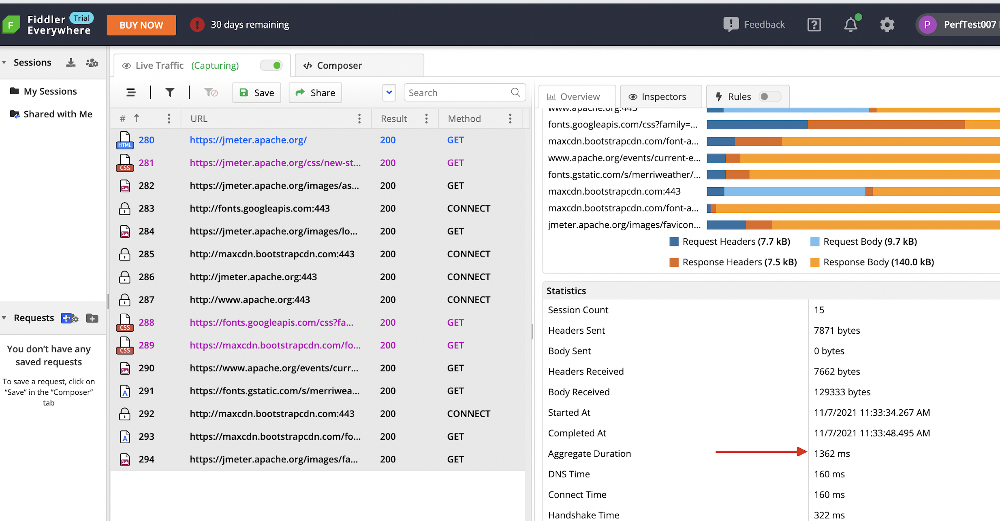 Fiddler Trial
Everywhere
BUY NOW
30 days remaining
Feedback
P PerfTest007
Sessions
My Sessions
Shared with Me
Requests
You don’t have any
saved requests
To save a request, click on
“Save” in the “Composer”
tab
Live Traffic (Capturing)
Composer
Save
Share
Search
# URL Result Method
HTML 280 https://jmeter.apache.org/ 200 GET
CSS 281 https://jmeter.apache.org/css/new-st... 200 GET
282 https://jmeter.apache.org/images/as... 200 GET
283 http://fonts.googleapis.com:443 200 CONNECT
284 https://jmeter.apache.org/images/lo... 200 GET
285 http://maxcdn.bootstrapcdn.com:443 200 CONNECT
286 http://jmeter.apache.org:443 200 CONNECT
287 http://www.apache.org:443 200 CONNECT
CSS 288 https://fonts.googleapis.com/css?fa... 200 GET
CSS 289 https://maxcdn.bootstrapcdn.com/fo... 200 GET
290 https://www.apache.org/events/curr... 200 GET
A 291 https://fonts.gstatic.com/s/merriwea... 200 GET
292 http://maxcdn.bootstrapcdn.com:443 200 CONNECT
A 293 https://maxcdn.bootstrapcdn.com/fo... 200 GET
294 https://jmeter.apache.org/images/fa... 200 GET
Overview
Inspectors
Rules
www.apache.org:443
fonts.googleapis.com/css?family=...
maxcdn.bootstrapcdn.com/font-a...
www.apache.org/events/current-e...
fonts.gstatic.com/s/merriweather/...
maxcdn.bootstrapcdn.com:443
maxcdn.bootstrapcdn.com/font-a...
jmeter.apache.org/images/favicon...
Request Headers (7.7 kB) Request Body (9.7 kB)
Response Headers (7.5 kB) Response Body (140.0 kB)
Statistics
Session Count 15
Headers Sent 7871 bytes
Body Sent 0 bytes
Headers Received 7662 bytes
Body Received 129333 bytes
Started At 11/7/2021 11:33:34.267 AM
Completed At 11/7/2021 11:33:48.495 AM
Aggregate Duration 1362 ms
DNS Time 160 ms
Connect Time 160 ms
Handshake Time 322 ms